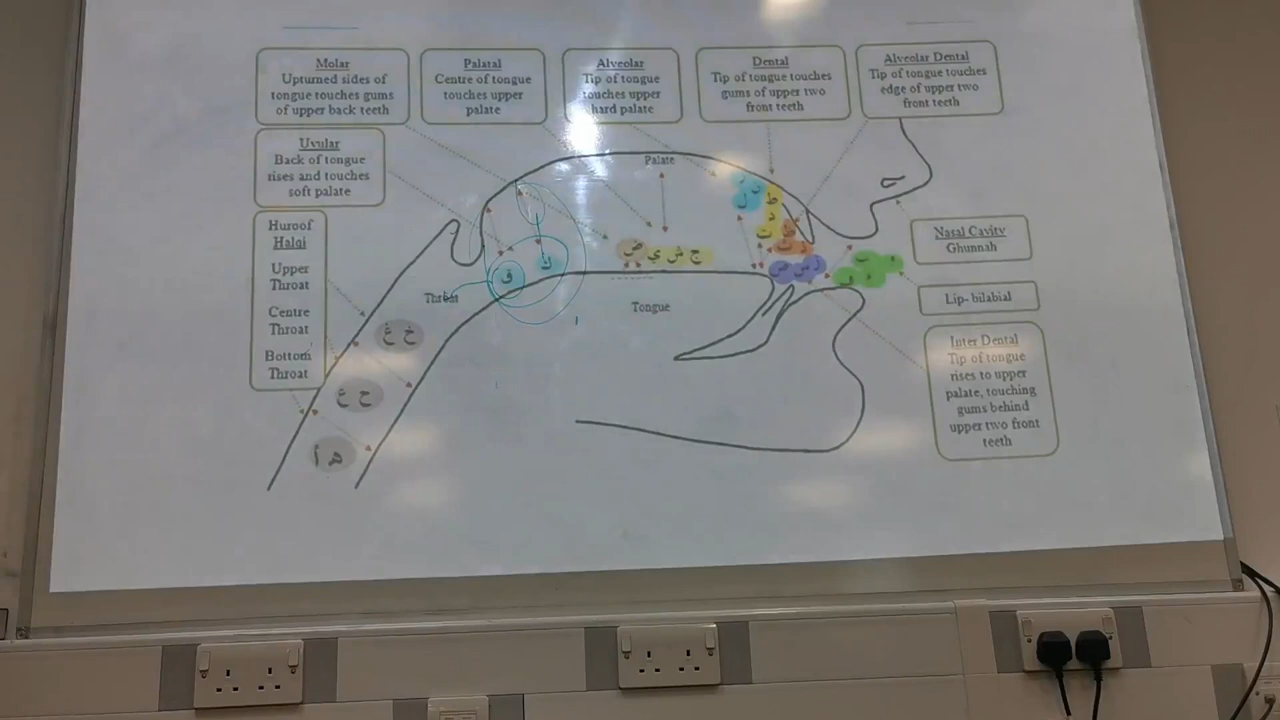 Molar
Upturned sides of
tongue touches gums
of upper back teeth
Palatal
Centre of tongue
touches upper
palate
Alveolar
Tip of tongue
touches upper
hard palate
Dental
Tip of tongue touches
gums of upper two
front teeth
Alveolar Dental
Tip of tongue touches
edge of upper two
front teeth
Uvular
Back of tongue
rises and touches
soft palate
Palate
Huroof
Halqi
Upper
Throat
Centre
Throat
Bottom
Throat
Throat
ق
ك
ض
ج ش ي
ط
د
ت
ز س ص
Nasal Cavity
Ghunnah
Lip- bilabial
Tongue
Inter Dental
Tip of tongue
rises to upper
palate, touching
gums behind
upper two front
teeth
خ غ
ح ع
ه أ